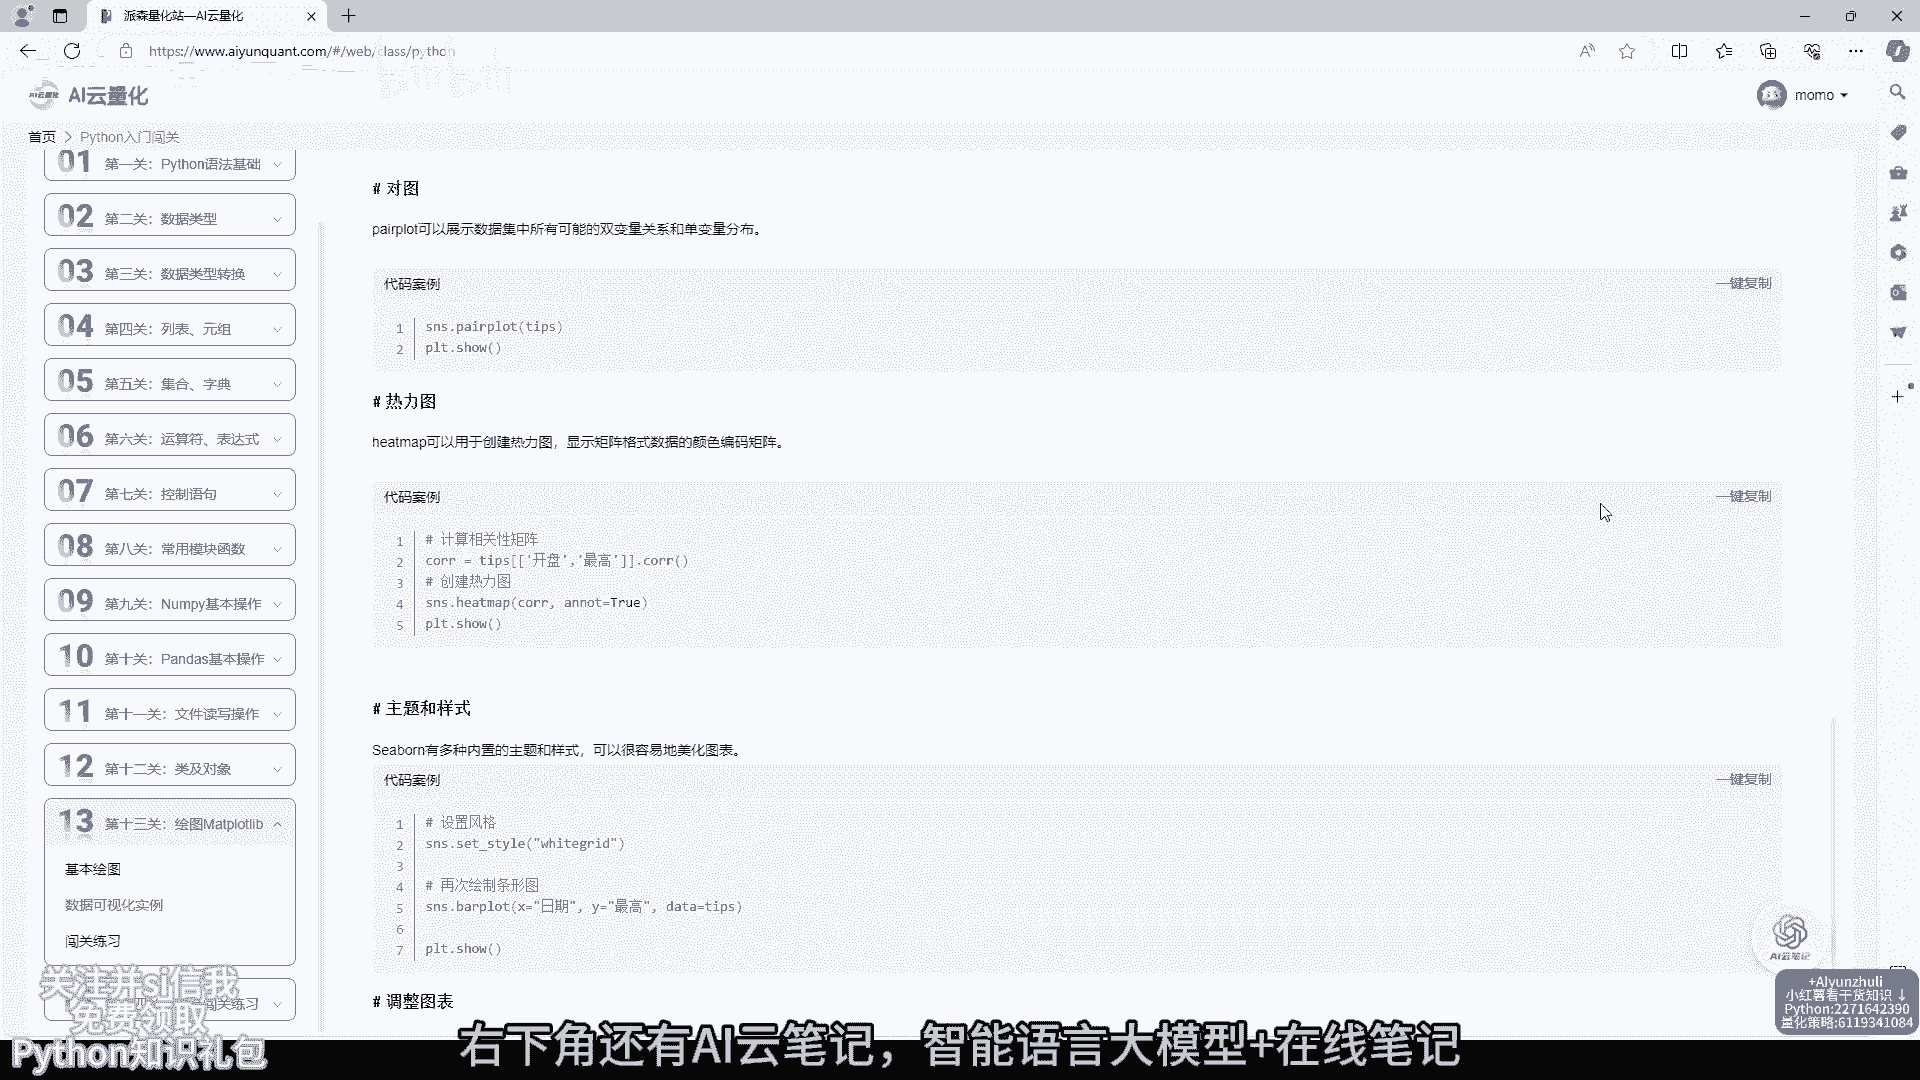 派森量化站—AI云量化
https://www.aiyunquant.com/#/web/class/python
AI云量化
momo
首页 > Python入门闯关
01 第一关：Python语法基础
02 第二关：数据类型
03 第三关：数据类型转换
04 第四关：列表、元组
05 第五关：集合、字典
06 第六关：运算符、表达式
07 第七关：控制语句
08 第八关：常用模块函数
09 第九关：Numpy基本操作
10 第十关：Pandas基本操作
11 第十一关：文件读写操作
12 第十二关：类及对象
13 第十三关：绘图Matplotlib
基本绘图
数据可视化实例
闯关练习
闯关练习
# 对图
pairplot可以展示数据集中所有可能的双变量关系和单变量分布。
代码案例 一键复制
1 sns.pairplot(tips)
2 plt.show()
# 热力图
heatmap可以用于创建热力图，显示矩阵格式数据的颜色编码矩阵。
代码案例 一键复制
1 # 计算相关性矩阵
2 corr = tips[['开盘','最高']].corr()
3 # 创建热力图
4 sns.heatmap(corr, annot=True)
5 plt.show()
# 主题和样式
Seaborn有多种内置的主题和样式，可以很容易地美化图表。
代码案例 一键复制
1 # 设置风格
2 sns.set_style("whitegrid")
3
4 # 再次绘制条形图
5 sns.barplot(x="日期", y="最高", data=tips)
6
7 plt.show()
# 调整图表
AI云笔记
+AIyunzhuli
小红薯看干货知识 ↓
Python:2271642390
量化策略:6119341084
关注并si信我
免费领取
Python知识礼包
右下角还有AI云笔记，智能语言大模型+在线笔记